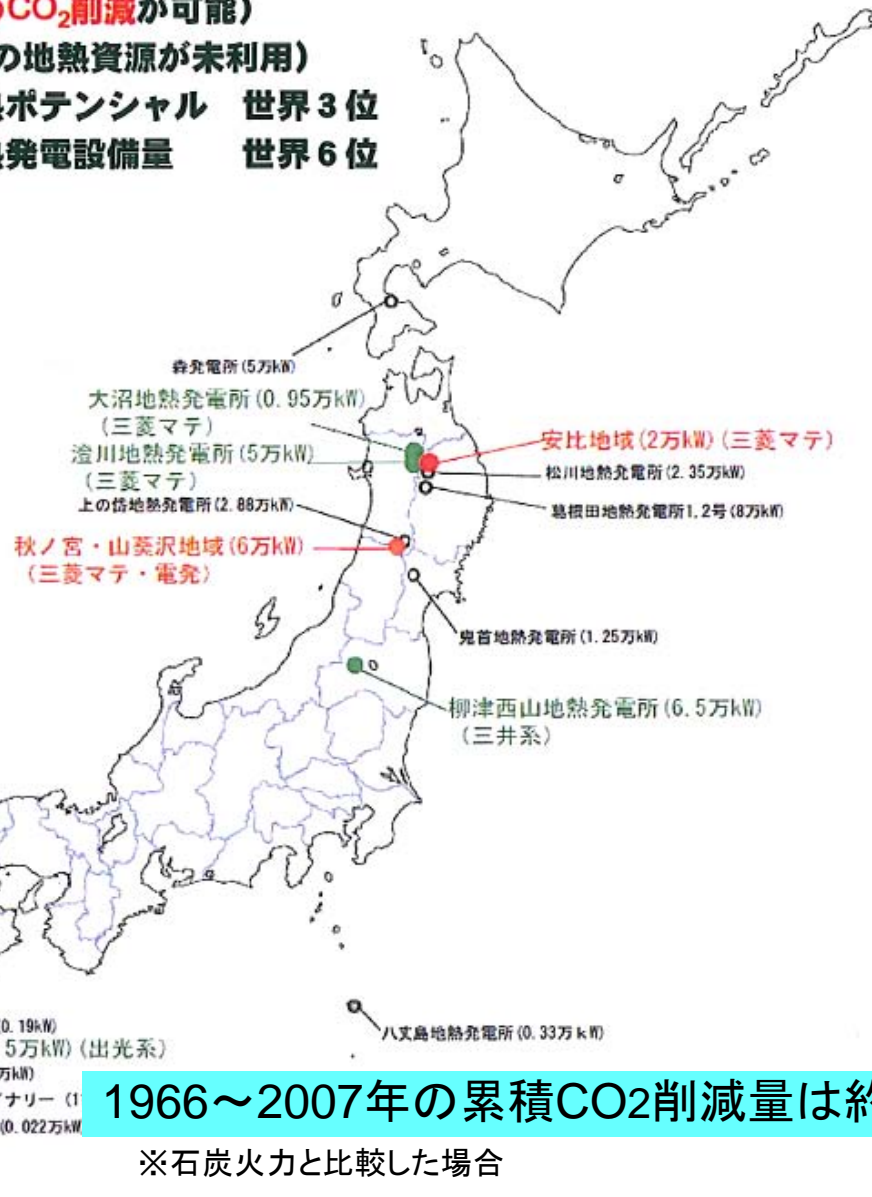 CO2削減が可能)
の地熱資源が未利用)
ポテンシャル 世界3位
発電設備量 世界6位
森発電所(5万kW)
大沼地熱発電所(0.95万kW)
(三菱マテ)
澄川地熱発電所(5万kW)
(三菱マテ)
上の岱地熱発電所(2.88万kW)
秋ノ宮・山葵沢地域(6万kW)
(三菱マテ・電発)
安比地域(2万kW)(三菱マテ)
松川地熱発電所(2.35万kW)
葛根田地熱発電所1,2号(8万kW)
鬼首地熱発電所(1.25万kW)
柳津西山地熱発電所(6.5万kW)
(三井系)
八丈島地熱発電所(0.33万kW)
0.19kW)
5万kW)(出光系)
万kW)
ナリー (1
(0.022万kW
1966～2007年の累積CO2削減量は約
※石炭火力と比較した場合